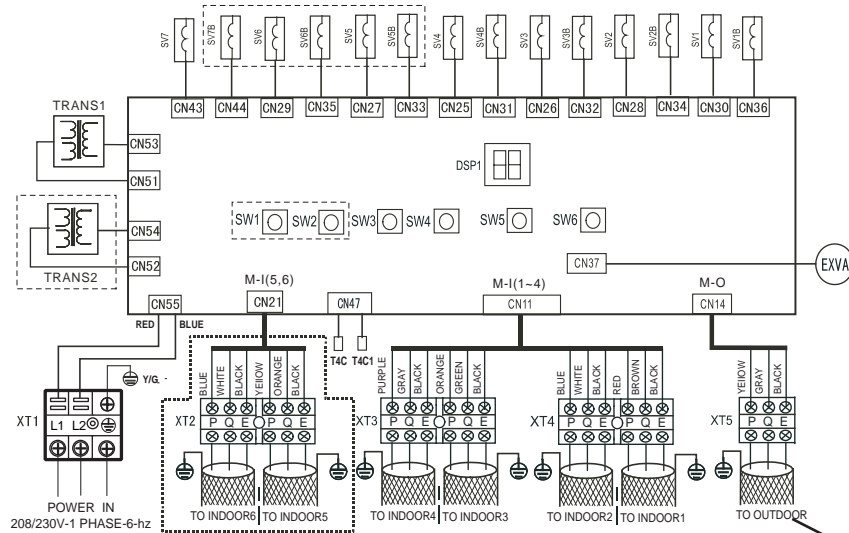 SV7 SV7B SV6 SV6B SV5 SV5B SV4 SV4B SV3 SV3B SV2 SV2B SV1 SV1B
CN43 CN44 CN29 CN35 CN27 CN33 CN25 CN31 CN26 CN32 CN28 CN34 CN30 CN36
TRANS1
CN53
CN51
DSP1
SW1 SW2 SW3 SW4 SW5 SW6
CN54
CN52
TRANS2
CN37
EXVA
M-I(5,6)
M-I(1~4)
M-O
CN55
CN21
CN47
CN11
CN14
RED
BLUE
T4C T4C1
Y/G.
BLUE WHITE BLACK YEllOW ORANGE BLACK
PURPLE GRAY BLACK ORANGE GREEN BLACK
BLUE WHITE BLACK RED BROWN BLACK
YEllOW GRAY BLACK
XT1
L1 L2
XT2
P Q E P Q E
XT3
P Q E P Q E
XT4
P Q E P Q E
XT5
P Q E
POWER IN
208/230V-1 PHASE-6-hz
TO INDOOR6 TO INDOOR5
TO INDOOR4 TO INDOOR3
TO INDOOR2 TO INDOOR1
TO OUTDOOR